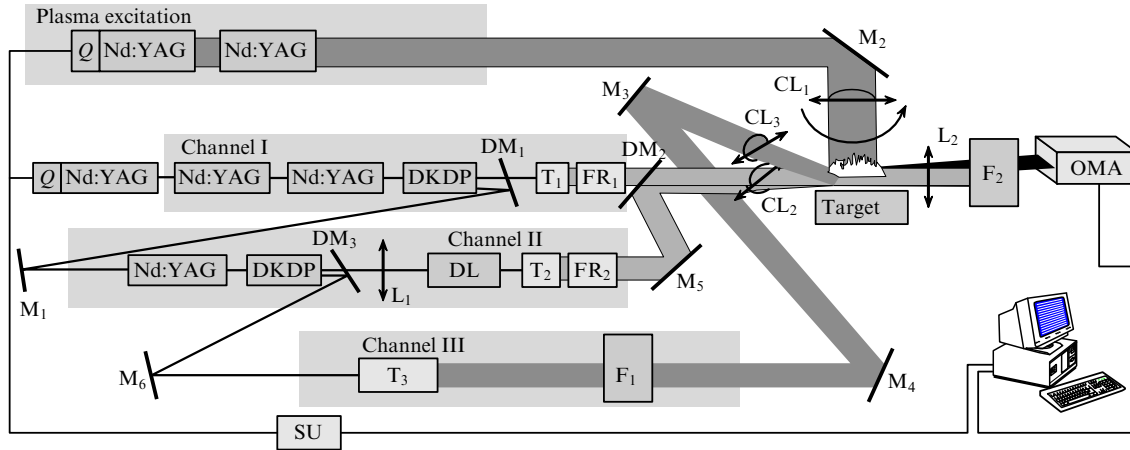 Plasma excitation
Q Nd:YAG Nd:YAG
M2
M3
CL1
CL3
Channel I
DM1
DM2
L2
Q Nd:YAG Nd:YAG Nd:YAG DKDP T1 FR1
F2
OMA
CL2
Target
DM3
Channel II
Nd:YAG DKDP DL T2 FR2
L1
M1
M5
Channel III
M6
T3
F1
M4
SU